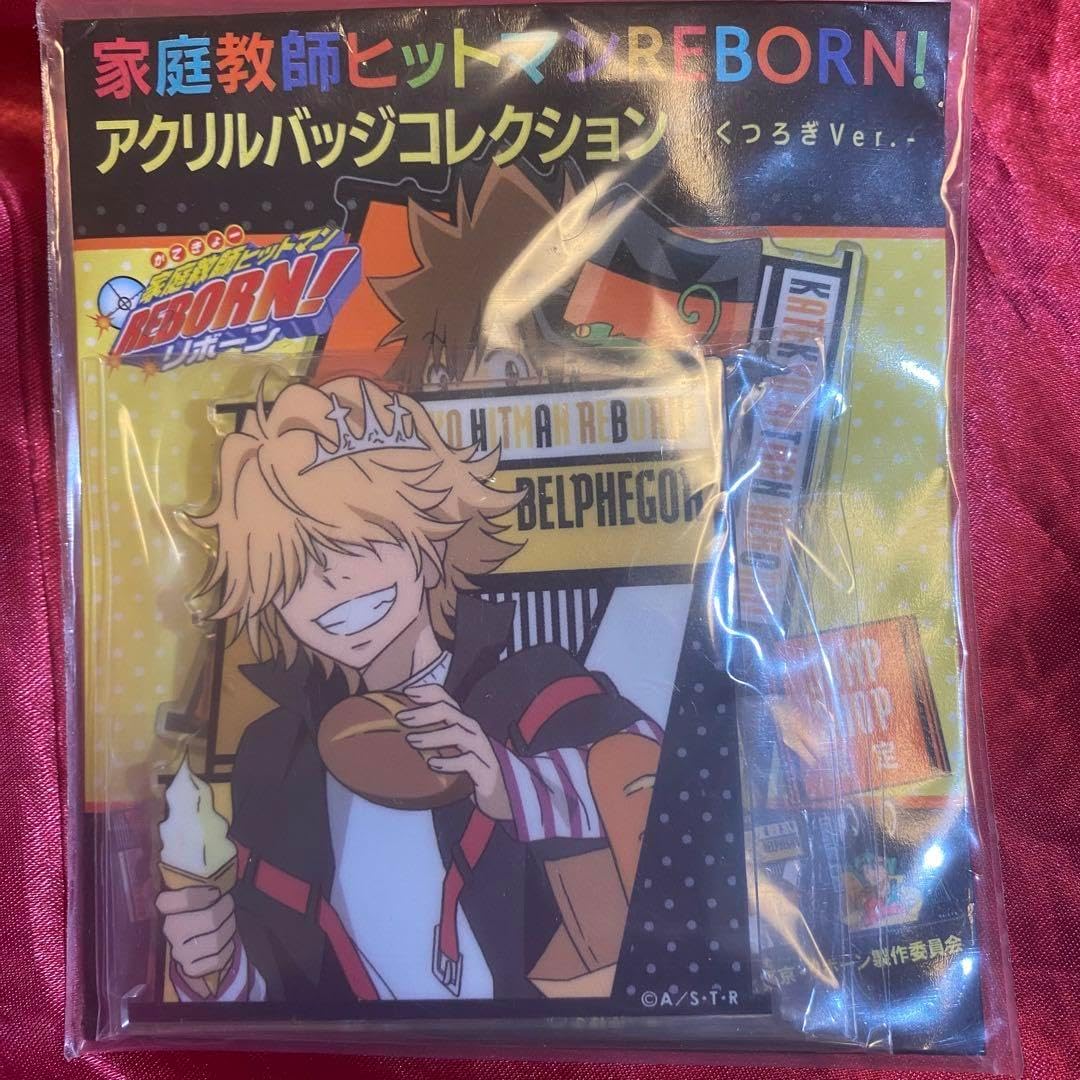 家庭教師ヒットマンREBORN!
アクリルバッジコレクション -くつろぎVer.-
かてきょー
家庭教師ヒットマン
REBORN!
リボーン
HITMAN REBORN
BELPHEGOR
定
©A/S・T・R
製作委員会